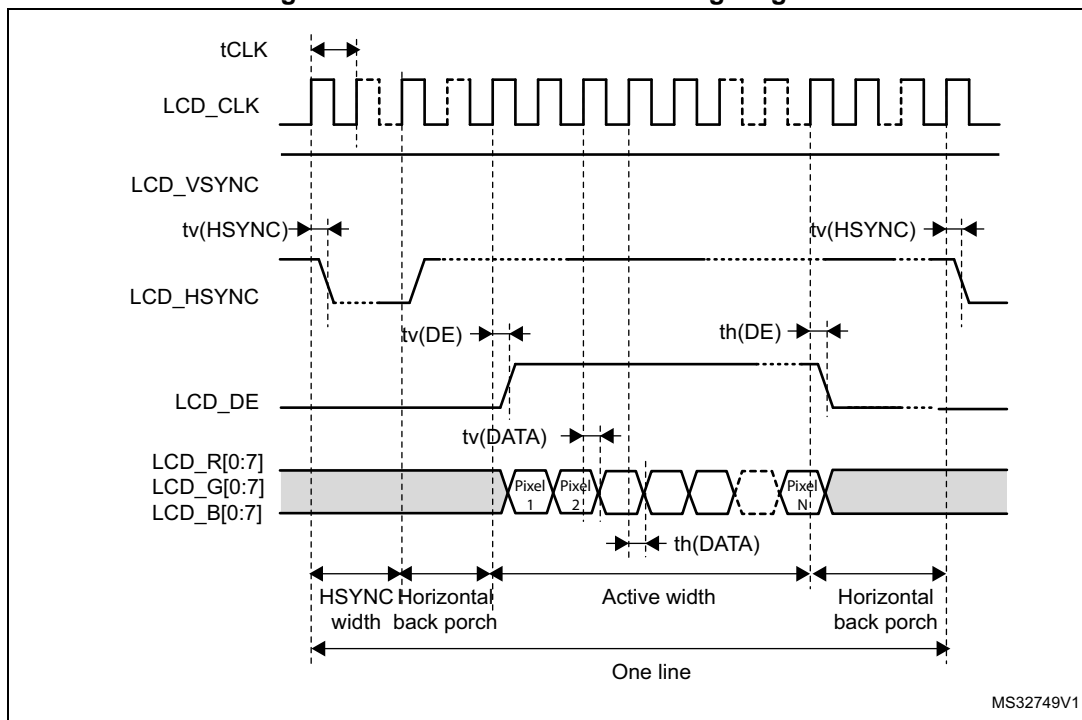 tCLK
LCD_CLK
LCD_VSYNC
tv(HSYNC)
tv(HSYNC)
LCD_HSYNC
tv(DE)
th(DE)
LCD_DE
tv(DATA)
LCD_R[0:7]
LCD_G[0:7]
LCD_B[0:7]
Pixel
1
Pixel
2
Pixel
N
th(DATA)
HSYNC
width
Horizontal
back porch
Active width
Horizontal
back porch
One line
MS32749V1